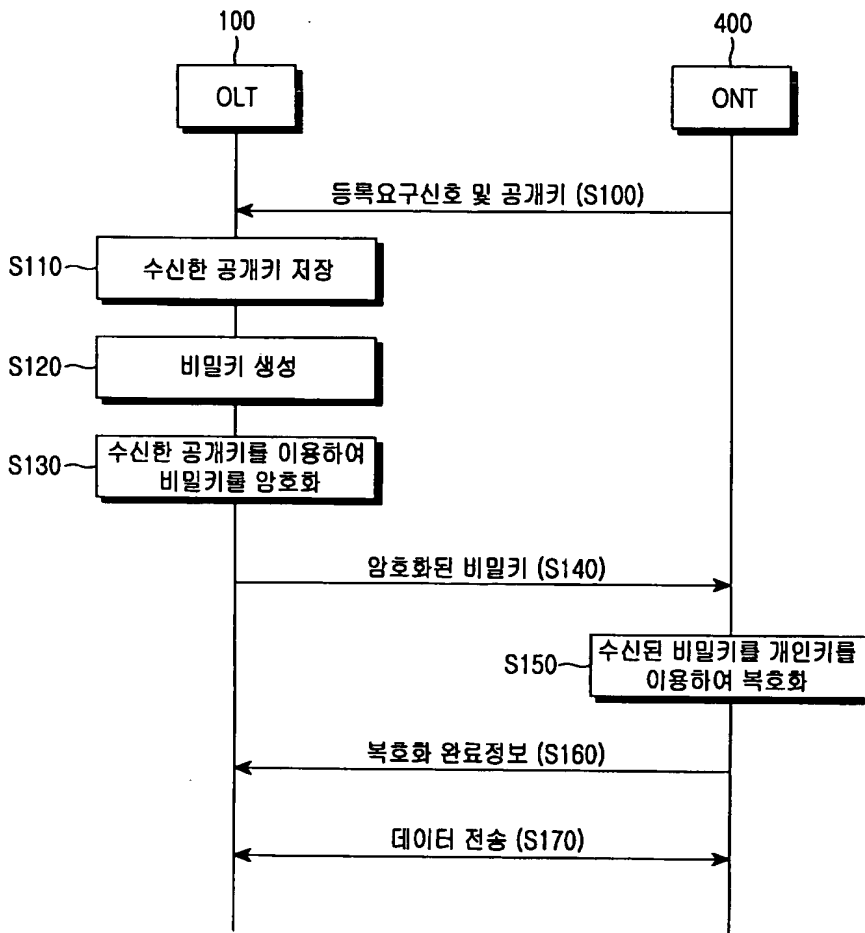 100
400
OLT
ONT
등록요구신호 및 공개키 (S100)
S110
수신한 공개키 저장
S120
비밀키 생성
S130
수신한 공개키를 이용하여
비밀키를 암호화
암호화된 비밀키 (S140)
S150
수신된 비밀키를 개인키를
이용하여 복호화
복호화 완료정보 (S160)
데이터 전송 (S170)